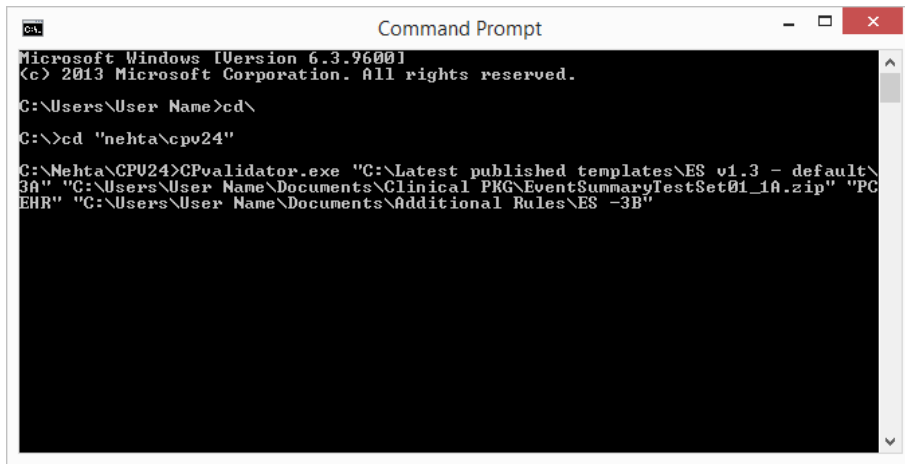 C:\.
Command Prompt
Microsoft Windows [Version 6.3.9600]
(c) 2013 Microsoft Corporation. All rights reserved.
C:\Users\User Name>cd\
C:\>cd "nehta\cpv24"
C:\Nehta\CPV24>CPvalidator.exe "C:\Latest published templates\ES v1.3 - default\
3A" "C:\Users\User Name\Documents\Clinical PKG\EventSummaryTestSet01_1A.zip" "PC
EHR" "C:\Users\User Name\Documents\Additional Rules\ES -3B"